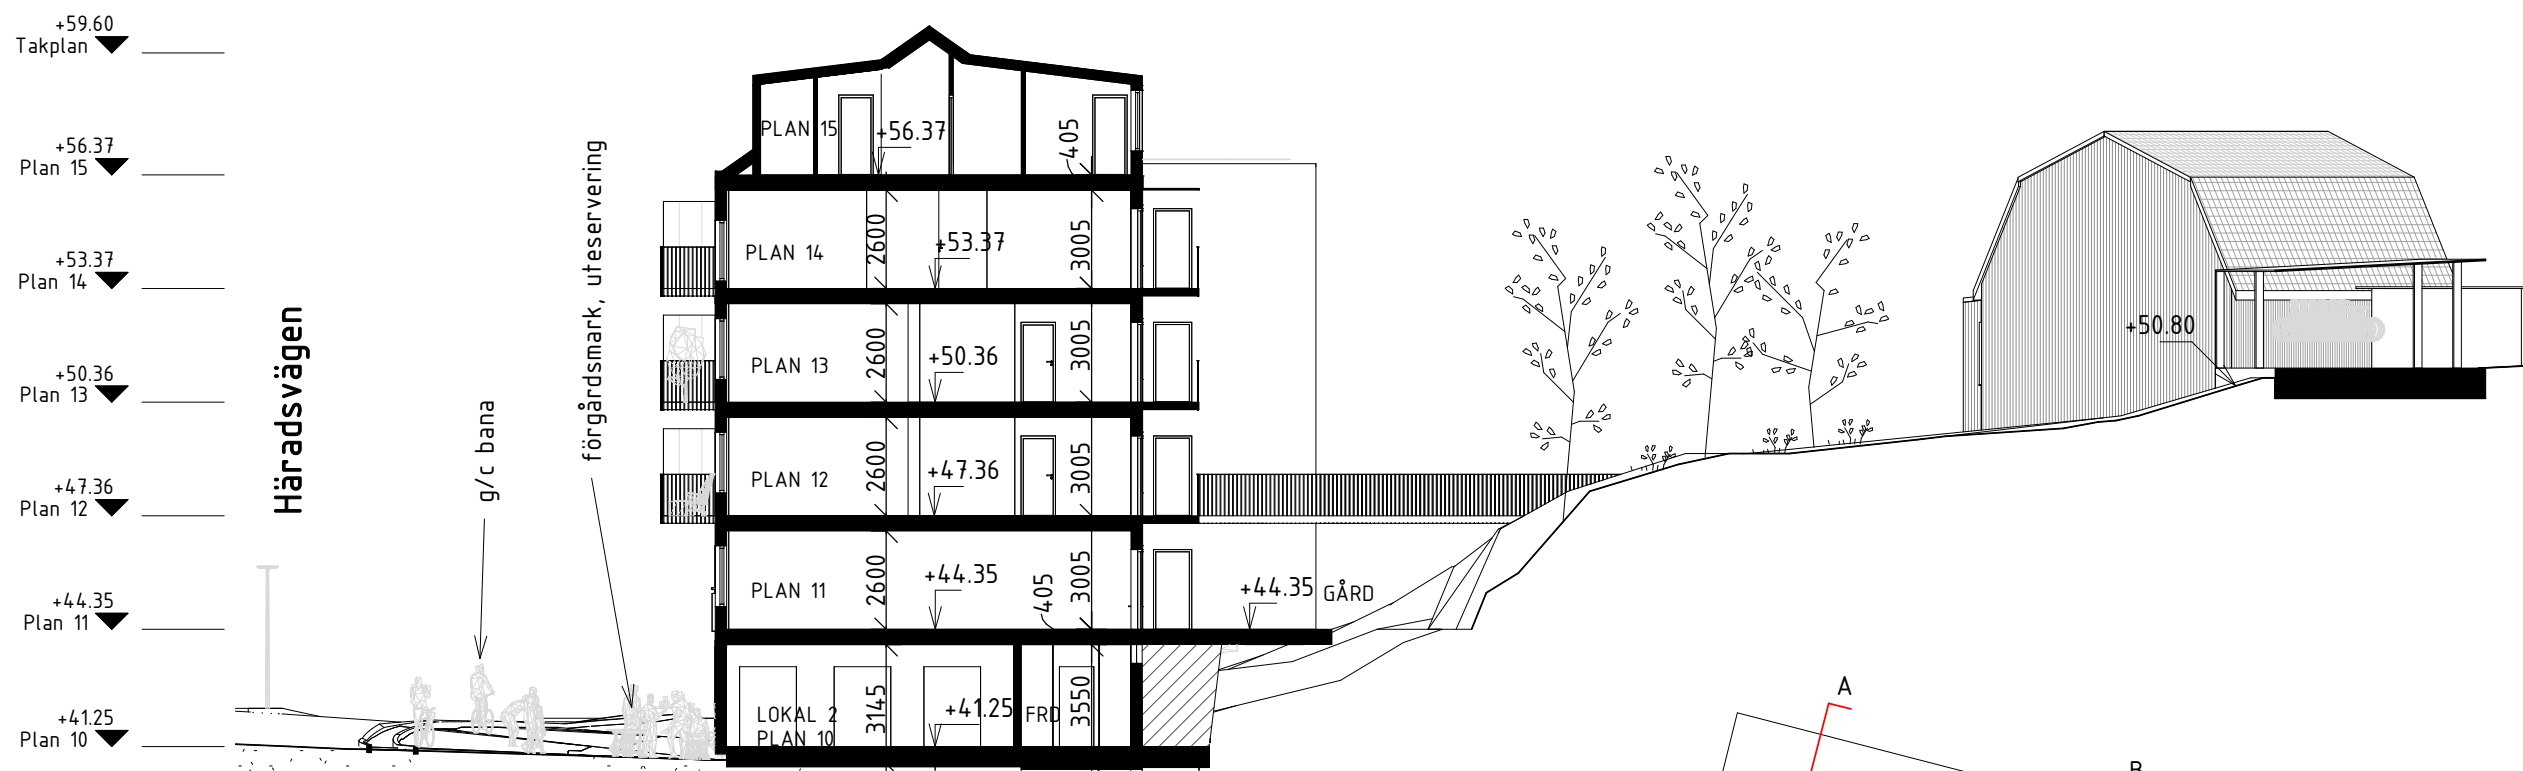 +59.60
Takplan
+56.37
Plan 15
+53.37
Plan 14
+50.36
Plan 13
+47.36
Plan 12
+44.35
Plan 11
+41.25
Plan 10
Häradsvägen
g/c bana
förgårdsmark, uteservering
PLAN 15
+56.37
405
PLAN 14
2600
+53.37
3005
PLAN 13
2600
+50.36
3005
PLAN 12
2600
+47.36
3005
PLAN 11
2600
+44.35
405
3005
+44.35 GÅRD
LOKAL 2
PLAN 10
3145
+41.25
FRD
3550
+50.80
A
B